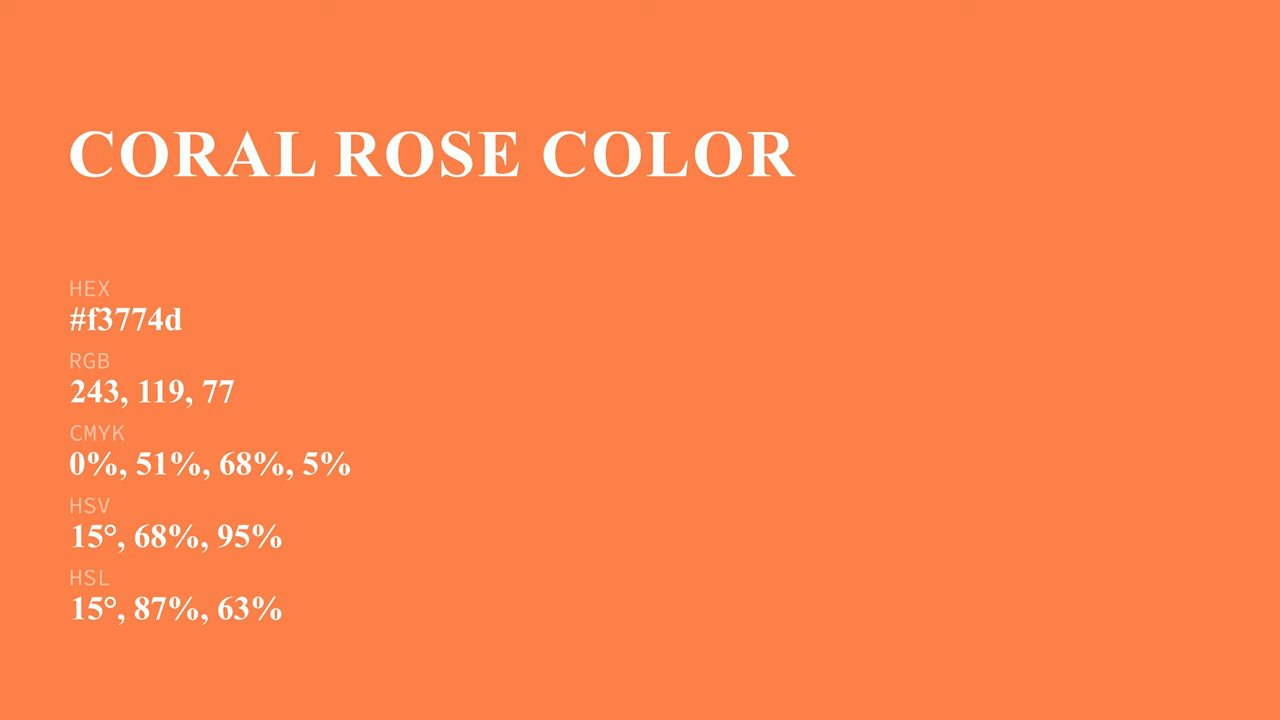 CORAL ROSE COLOR
HEX
#f3774d
RGB
243, 119, 77
CMYK
0%, 51%, 68%, 5%
HSV
15°, 68%, 95%
HSL
15°, 87%, 63%